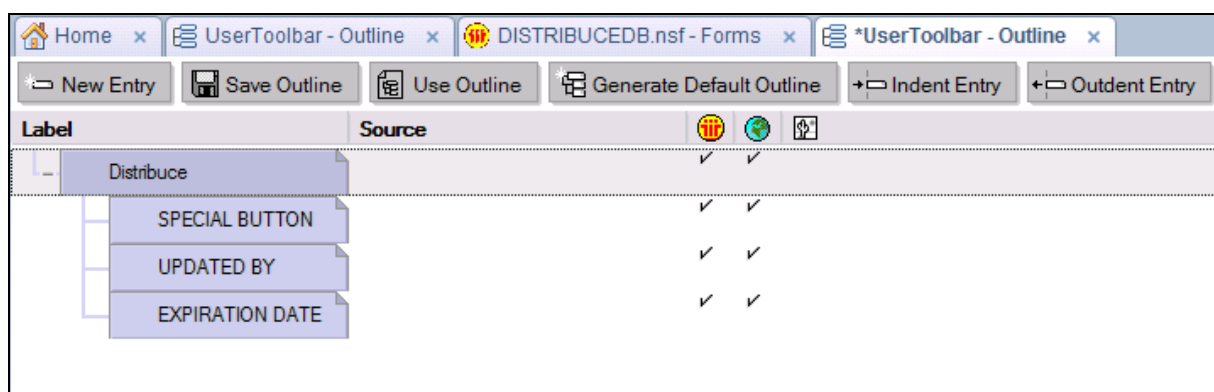 Home x UserToolbar - Outline x DISTRIBUCEDB.nsf - Forms x *UserToolbar - Outline x
New Entry Save Outline Use Outline Generate Default Outline Indent Entry Outdent Entry
Label Source
Distribuce
SPECIAL BUTTON
UPDATED BY
EXPIRATION DATE